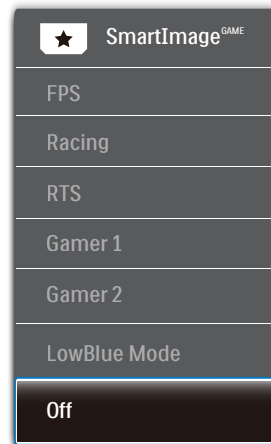 SmartImageGAME
FPS
Racing
RTS
Gamer 1
Gamer 2
LowBlue Mode
Off